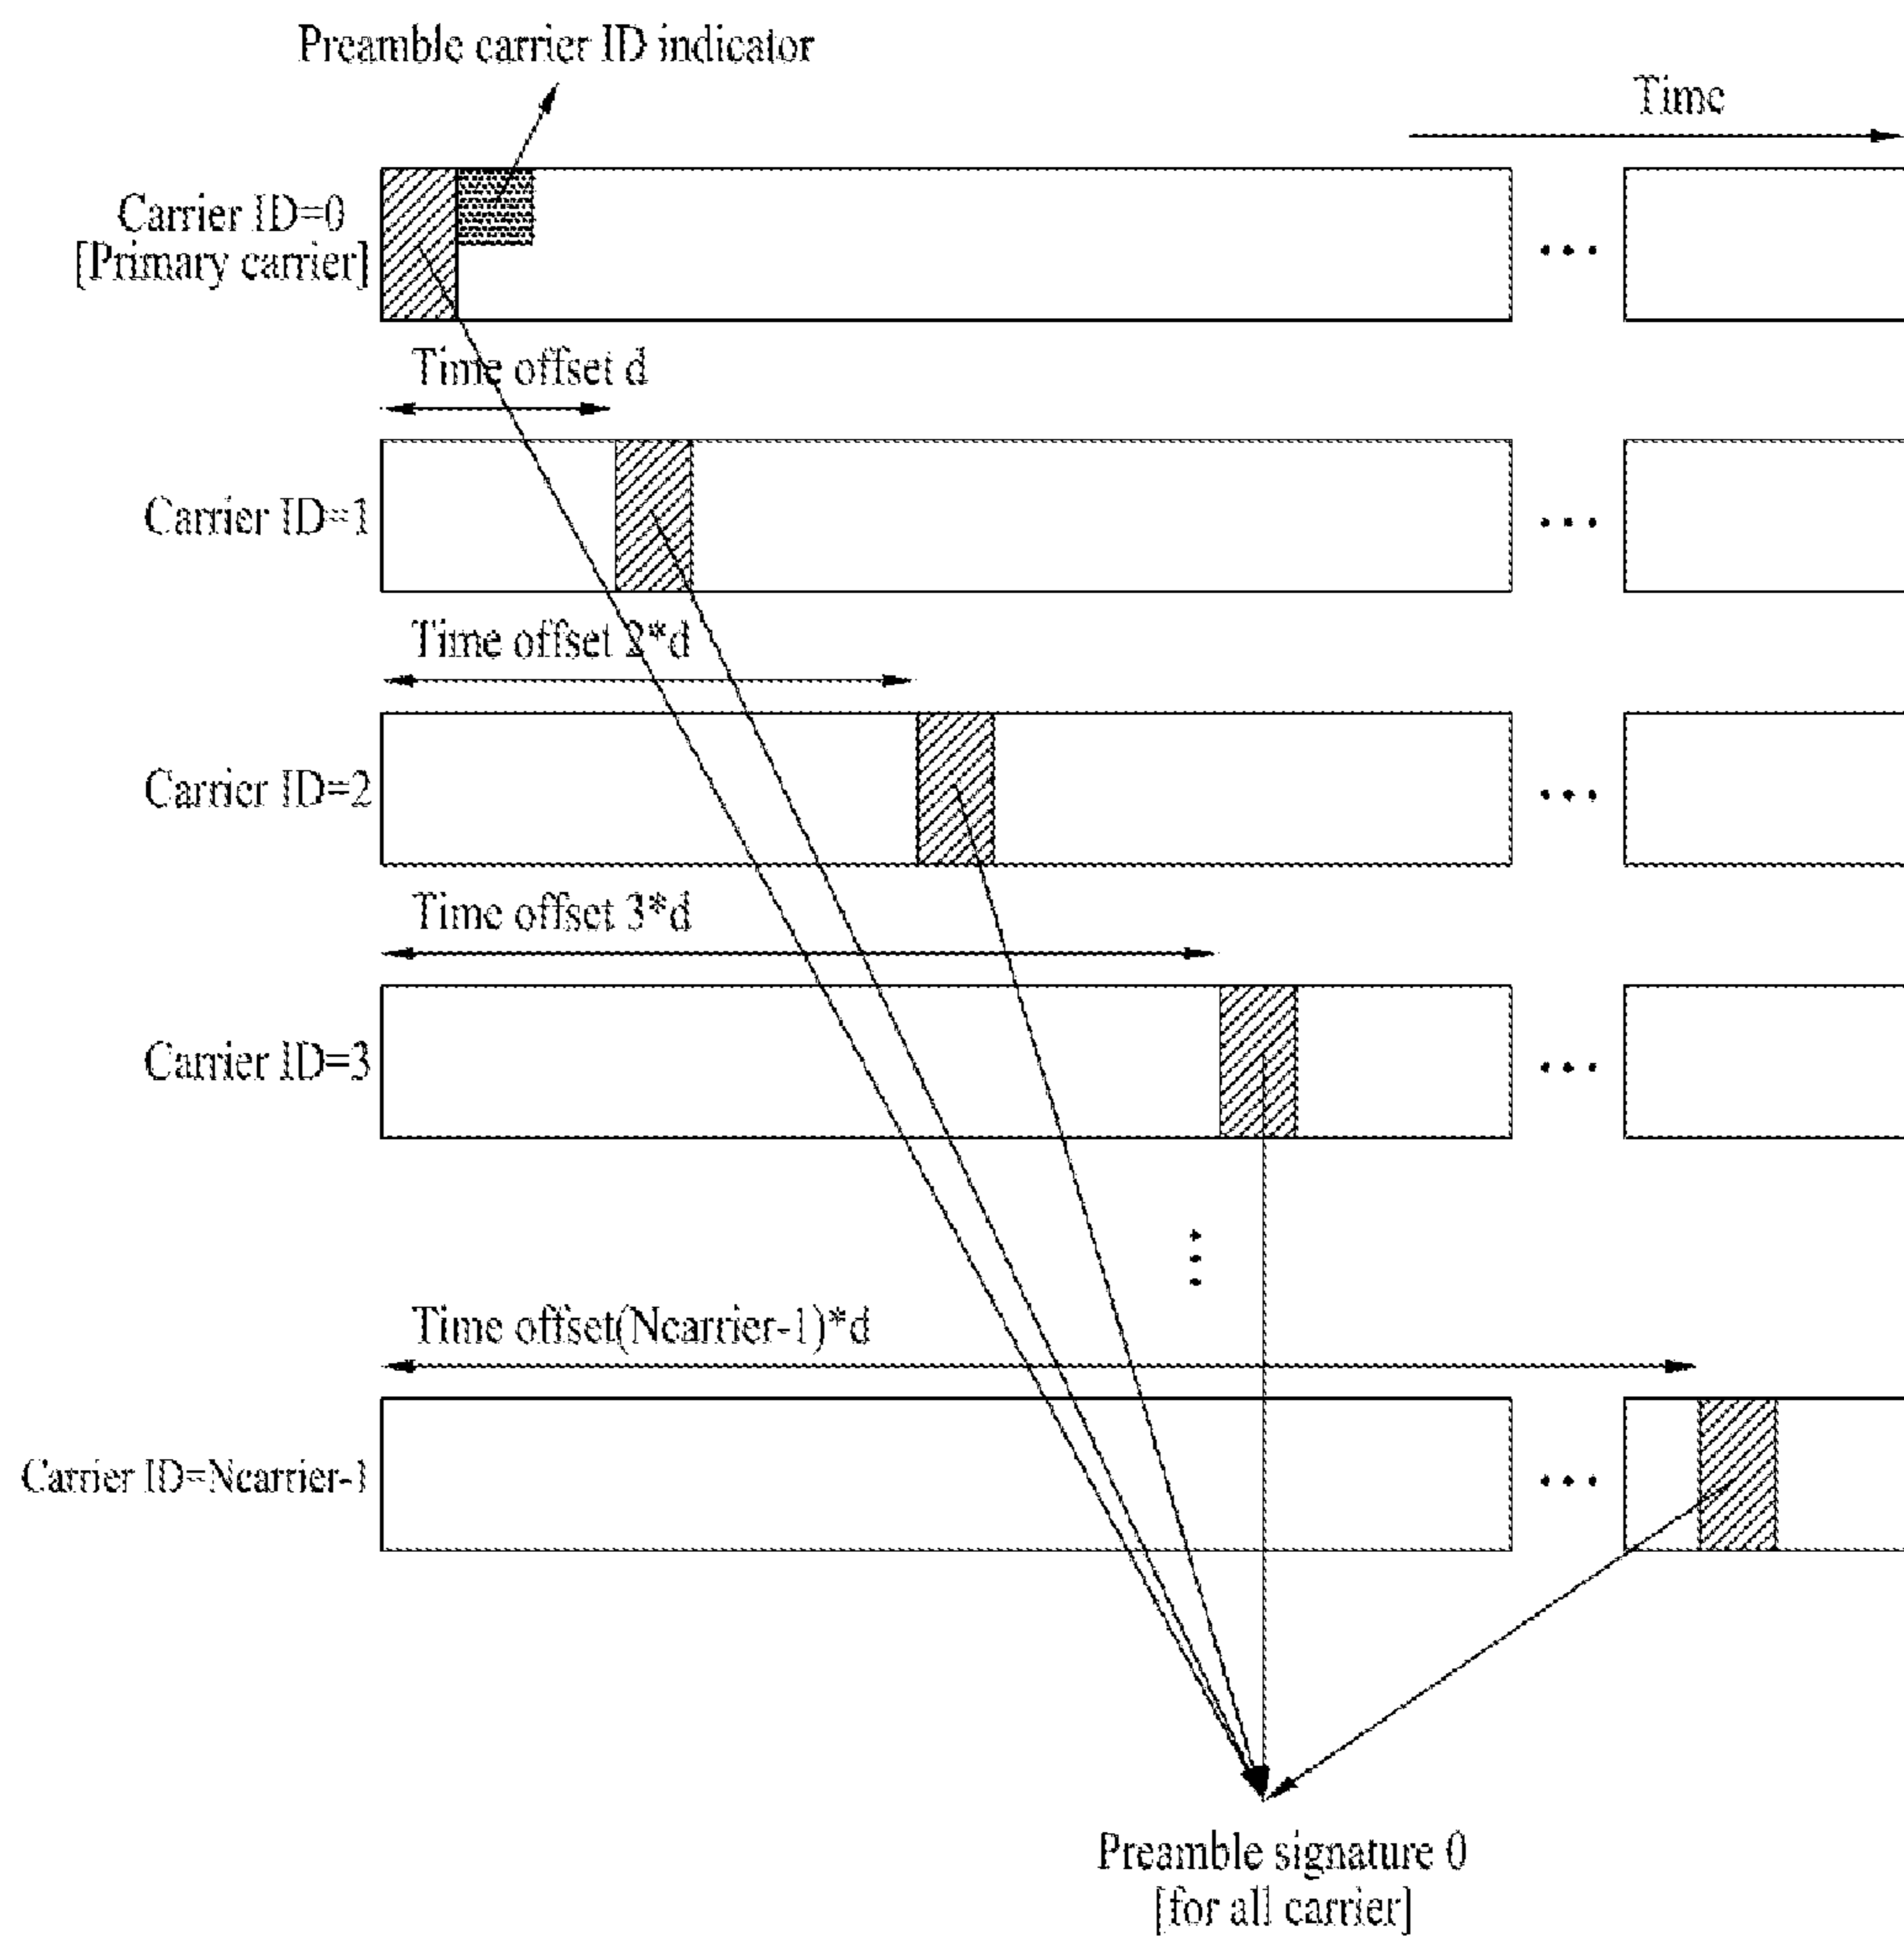 Preamble carrier ID indicator
Time
Carrier ID=0
[Primary carrier]
Time offset d
Carrier ID=1
Time offset 2*d
Carrier ID=2
Time offset 3*d
Carrier ID=3
Time offset(Ncarrier-1)*d
Carrier ID=Ncarrier-1
Preamble signature 0
[for all carrier]